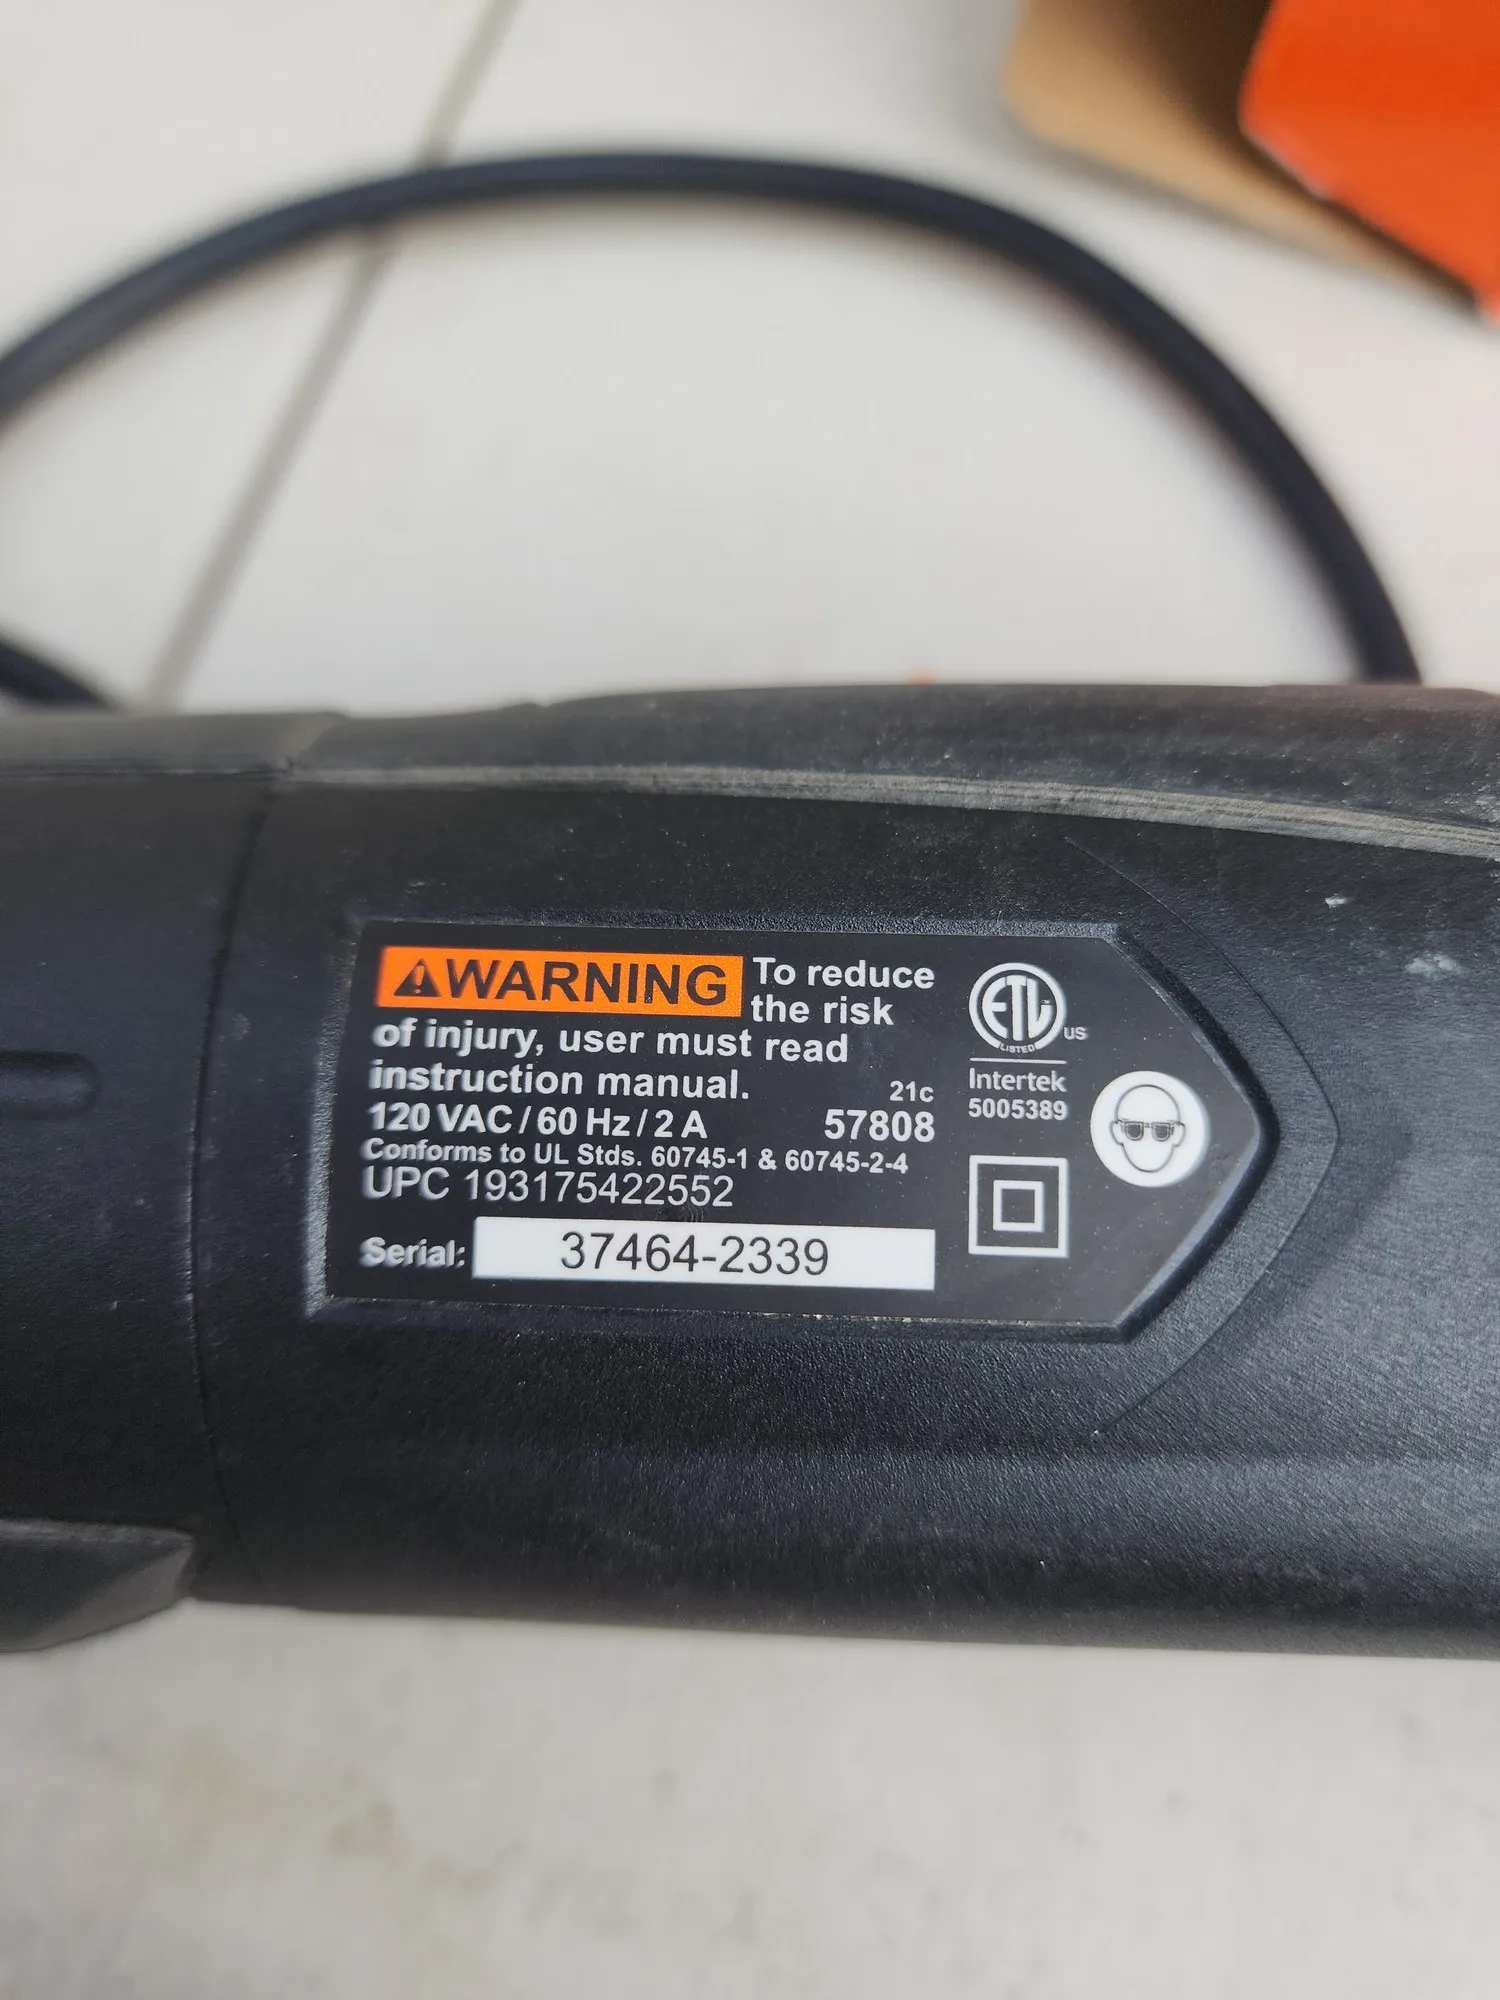 WARNING To reduce
the risk
of injury, user must read
instruction manual.
21c
120 VAC / 60 Hz / 2 A 57808
Conforms to UL Stds. 60745-1 & 60745-2-4
UPC 193175422552
Serial: 37464-2339
ETL US
LISTED
Intertek
5005389